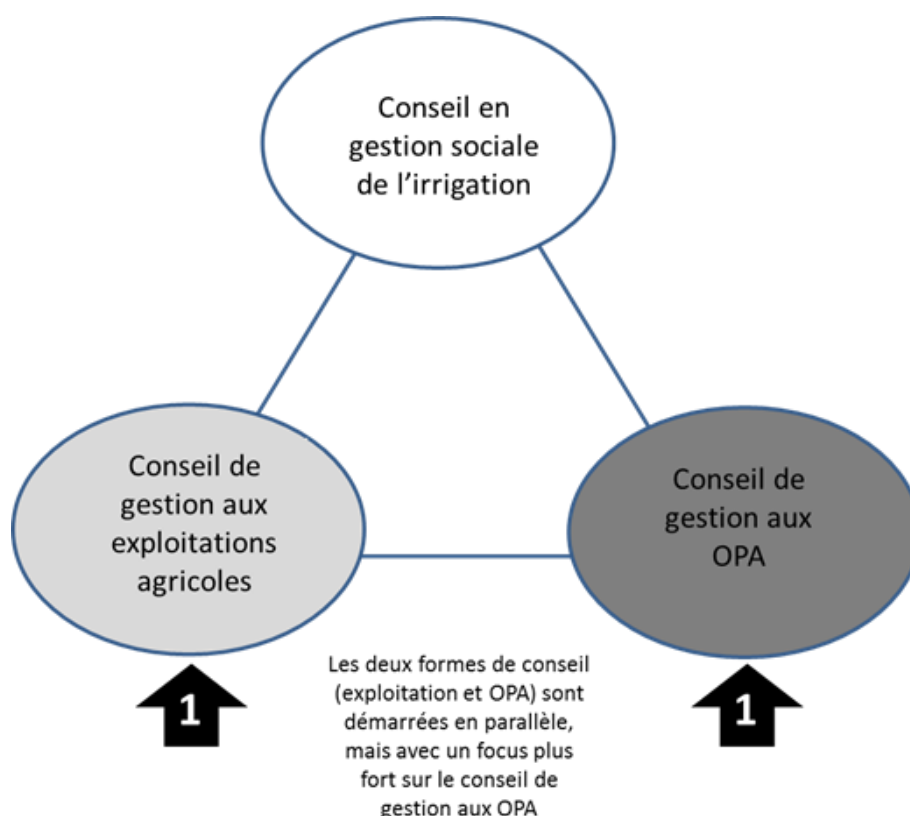 Conseil en
gestion sociale
de l’irrigation
Conseil de
gestion aux
exploitations
agricoles
Conseil de
gestion aux
OPA
1
1
Les deux formes de conseil
(exploitation et OPA) sont
démarrées en parallèle,
mais avec un focus plus
fort sur le conseil de
gestion aux OPA